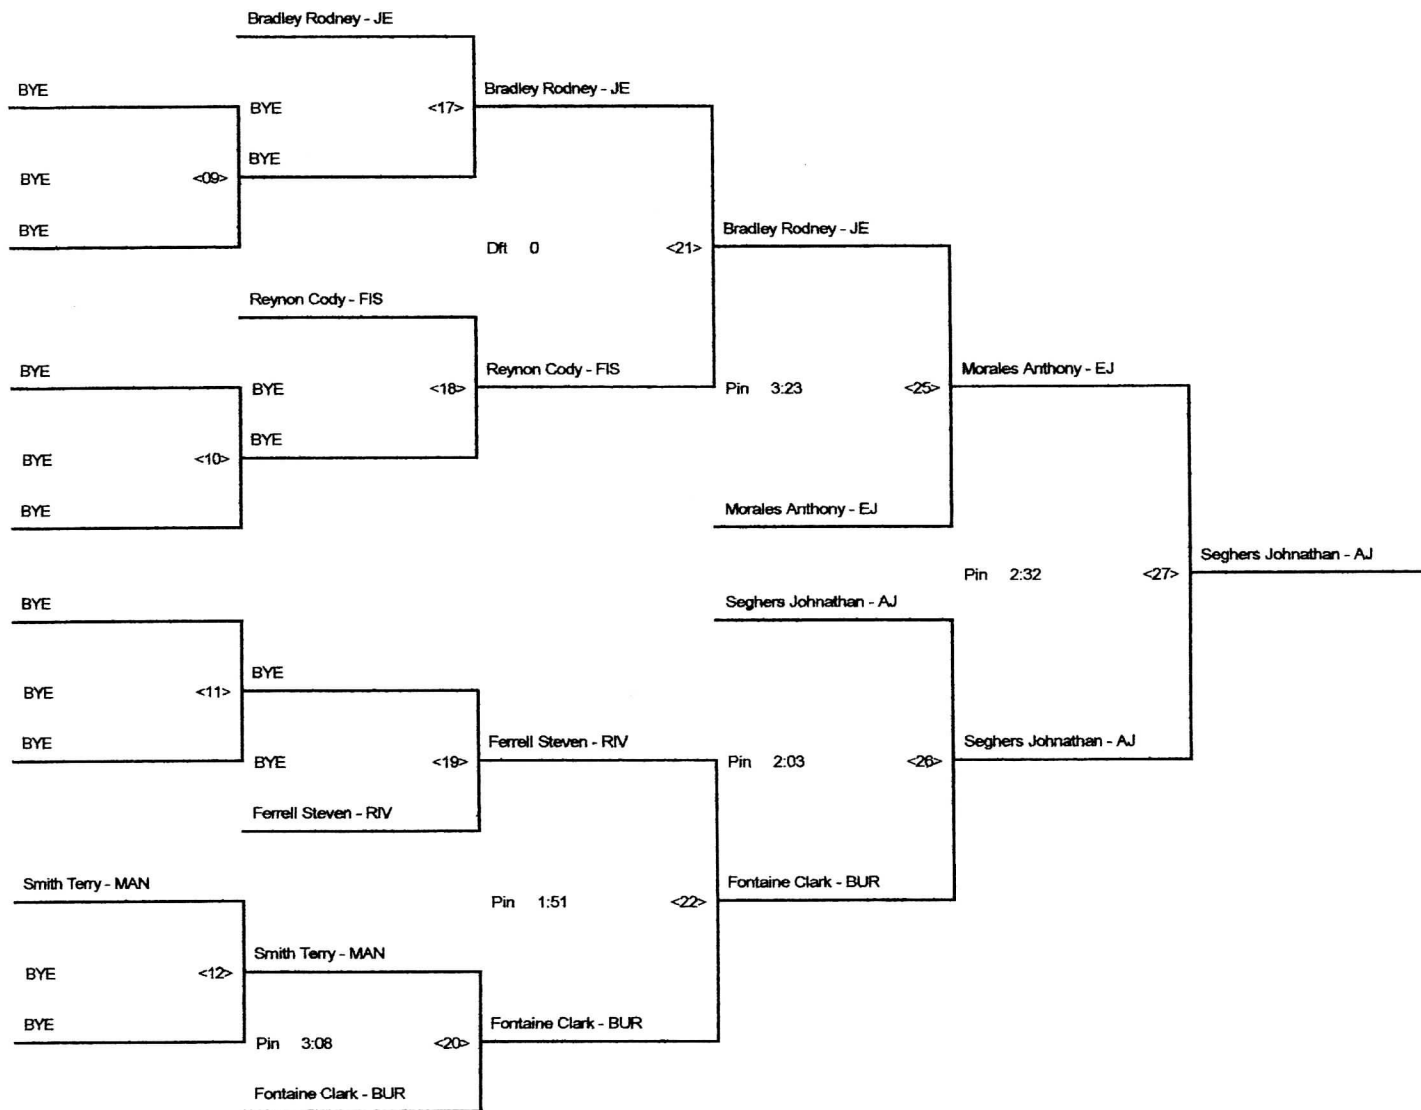 Bradley Rodney - JE
BYE
Bradley Rodney - JE
BYE <17>
BYE
BYE <09>
BYE
Bradley Rodney - JE
Dft 0 <21>
Reynon Cody - FIS
BYE
Reynon Cody - FIS
Morales Anthony - EJ
BYE <18>
Pin 3:23 <25>
BYE
BYE <10>
BYE
Morales Anthony - EJ
Seghers Johnathan - AJ
Pin 2:32 <27>
BYE
Seghers Johnathan - AJ
BYE
BYE <11>
BYE
Ferrell Steven - RIV
Seghers Johnathan - AJ
BYE <19>
Pin 2:03 <26>
Ferrell Steven - RIV
Smith Terry - MAN
Fontaine Clark - BUR
Pin 1:51 <22>
Smith Terry - MAN
BYE <12>
BYE
Fontaine Clark - BUR
Pin 3:08 <20>
Fontaine Clark - BUR